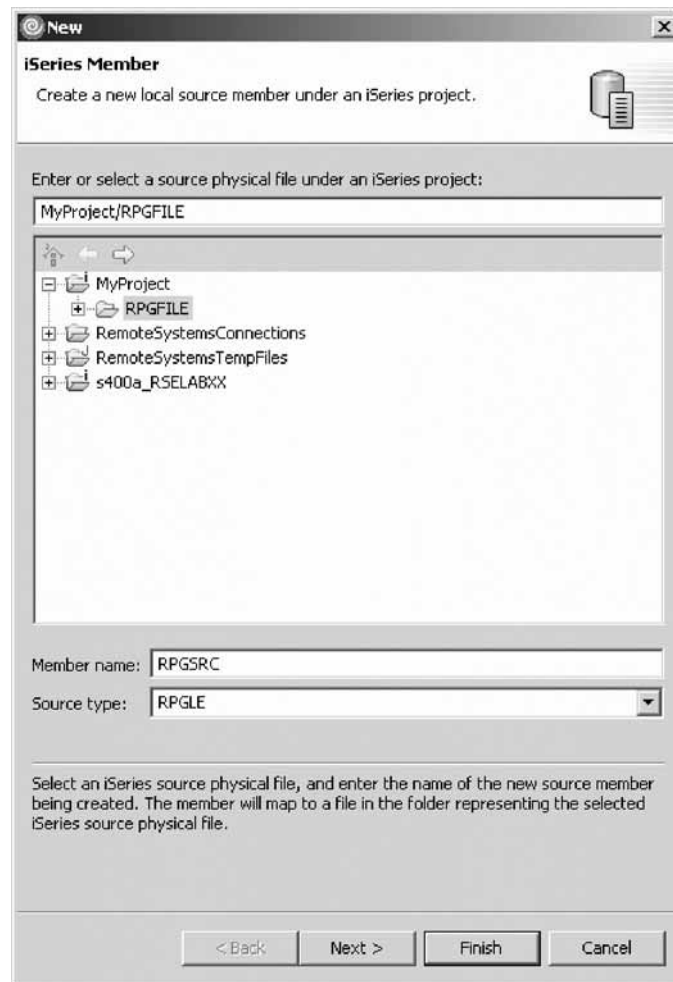 New
iSeries Member
Create a new local source member under an iSeries project.
Enter or select a source physical file under an iSeries project:
MyProject/RPGFILE
MyProject
RPGFILE
RemoteSystemsConnections
RemoteSystemsTempFiles
s400a_RSELABXX
Member name: RPGSRC
Source type: RPGLE
Select an iSeries source physical file, and enter the name of the new source member
being created. The member will map to a file in the folder representing the selected
iSeries source physical file.
< Back Next > Finish Cancel